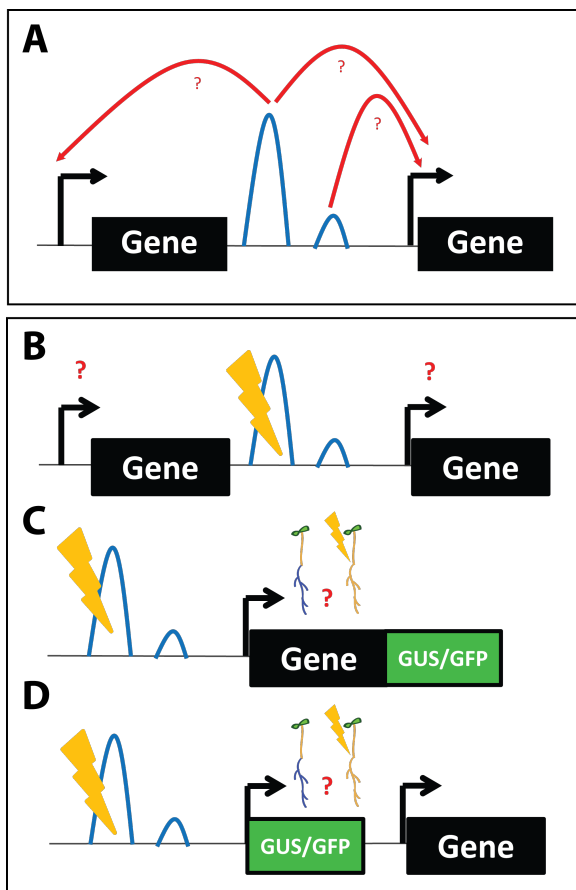 A
? ? ?
Gene Gene
B
? ?
Gene Gene
C
?
Gene GUS/GFP
D
?
GUS/GFP Gene